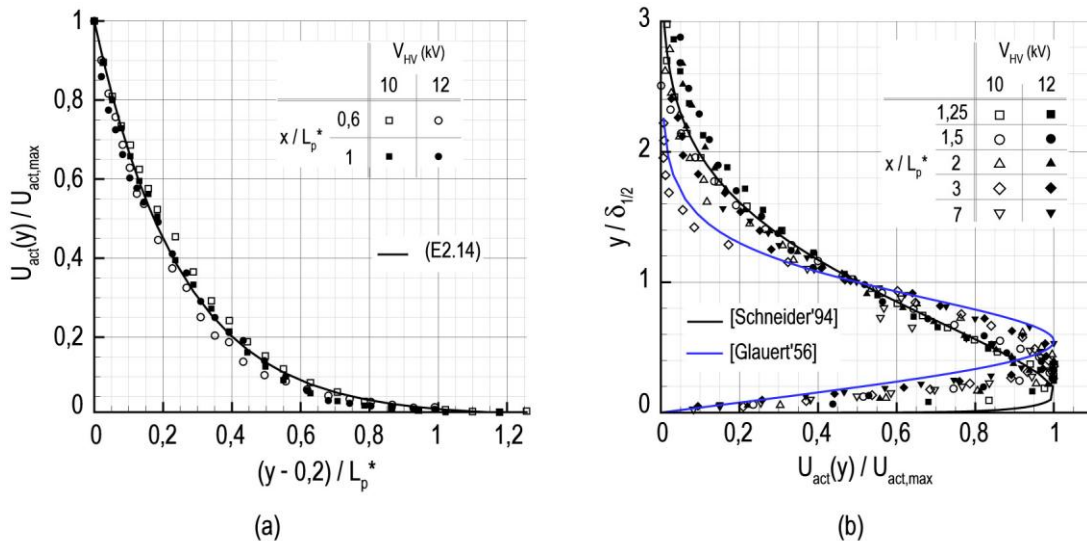 1
0,8
0,6
0,4
0,2
0
U_act(y) / U_act,max
V_HV (kV)
10 12
x / L_p*
0,6 □ ○
1 ■ ●
(E2.14)
0 0,2 0,4 0,6 0,8 1 1,2
(y - 0,2) / L_p*
(a)
3
2
1
0
y / δ_1/2
V_HV (kV)
10 12
x / L_p*
1,25 □ ■
1,5 ○ ●
2 △ ▲
3 ◇ ◆
7 ▽ ▼
[Schneider'94]
[Glauert'56]
0,2 0,4 0,6 0,8 1
U_act(y) / U_act,max
(b)